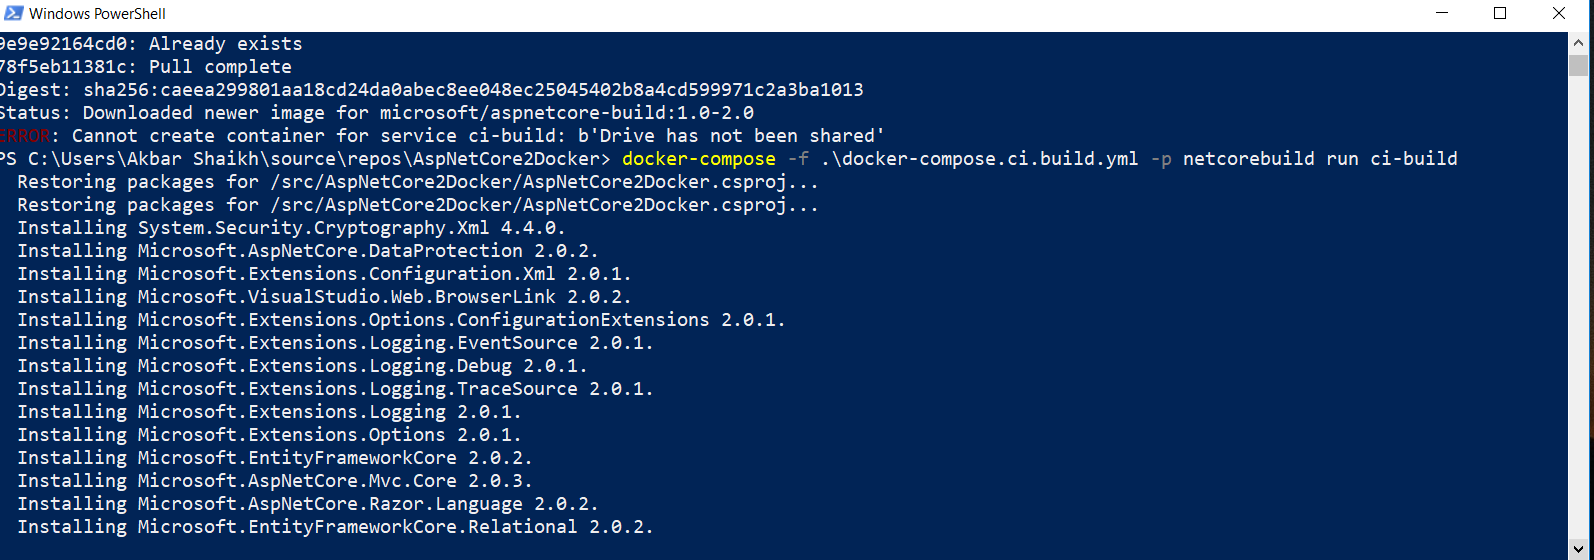 Windows PowerShell
9e9e92164cd0: Already exists
78f5eb11381c: Pull complete
Digest: sha256:caeea299801aa18cd24da0abec8ee048ec25045402b8a4cd599971c2a3ba1013
Status: Downloaded newer image for microsoft/aspnetcore-build:1.0-2.0
ERROR: Cannot create container for service ci-build: b'Drive has not been shared'
PS C:\Users\Akbar Shaikh\source\repos\AspNetCore2Docker> docker-compose -f .\docker-compose.ci.build.yml -p netcorebuild run ci-build
Restoring packages for /src/AspNetCore2Docker/AspNetCore2Docker.csproj...
Restoring packages for /src/AspNetCore2Docker/AspNetCore2Docker.csproj...
Installing System.Security.Cryptography.Xml 4.4.0.
Installing Microsoft.AspNetCore.DataProtection 2.0.2.
Installing Microsoft.Extensions.Configuration.Xml 2.0.1.
Installing Microsoft.VisualStudio.Web.BrowserLink 2.0.2.
Installing Microsoft.Extensions.Options.ConfigurationExtensions 2.0.1.
Installing Microsoft.Extensions.Logging.EventSource 2.0.1.
Installing Microsoft.Extensions.Logging.Debug 2.0.1.
Installing Microsoft.Extensions.Logging.TraceSource 2.0.1.
Installing Microsoft.Extensions.Logging 2.0.1.
Installing Microsoft.Extensions.Options 2.0.1.
Installing Microsoft.EntityFrameworkCore 2.0.2.
Installing Microsoft.AspNetCore.Mvc.Core 2.0.3.
Installing Microsoft.AspNetCore.Razor.Language 2.0.2.
Installing Microsoft.EntityFrameworkCore.Relational 2.0.2.